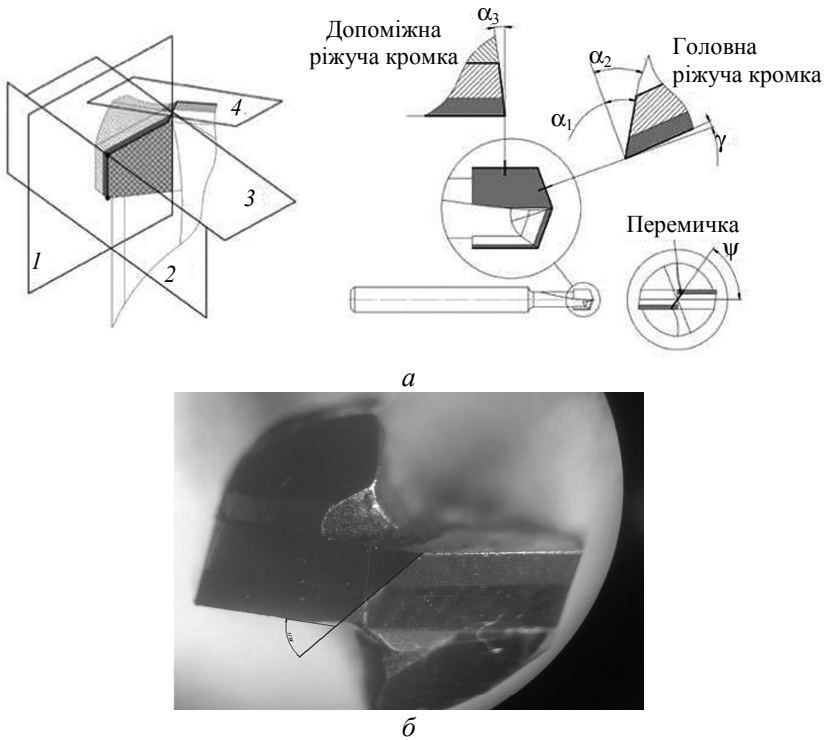 α3
Допоміжна
ріжуча кромка
α2
Головна
ріжуча кромка
4
α1
γ
3
Перемичка
ψ
1
2
а
б